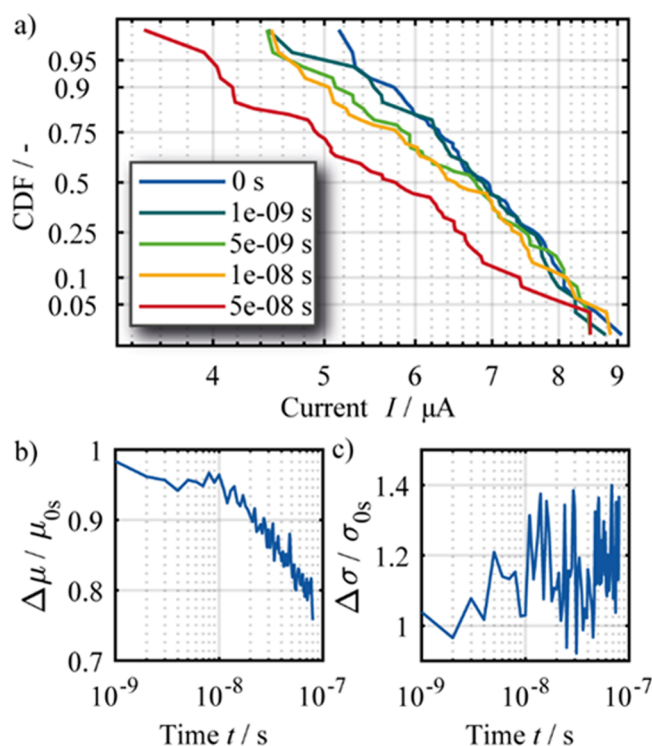 a)
CDF / -
0.95
0.9
0.75
0.5
0.25
0.1
0.05
0 s
1e-09 s
5e-09 s
1e-08 s
5e-08 s
4 5 6 7 8 9
Current I / µA
b)
Δµ / µ0s
1
0.9
0.8
0.7
10⁻⁹ 10⁻⁸ 10⁻⁷
Time t / s
c)
Δσ / σ0s
1.4
1.2
1
10⁻⁹ 10⁻⁸ 10⁻⁷
Time t / s